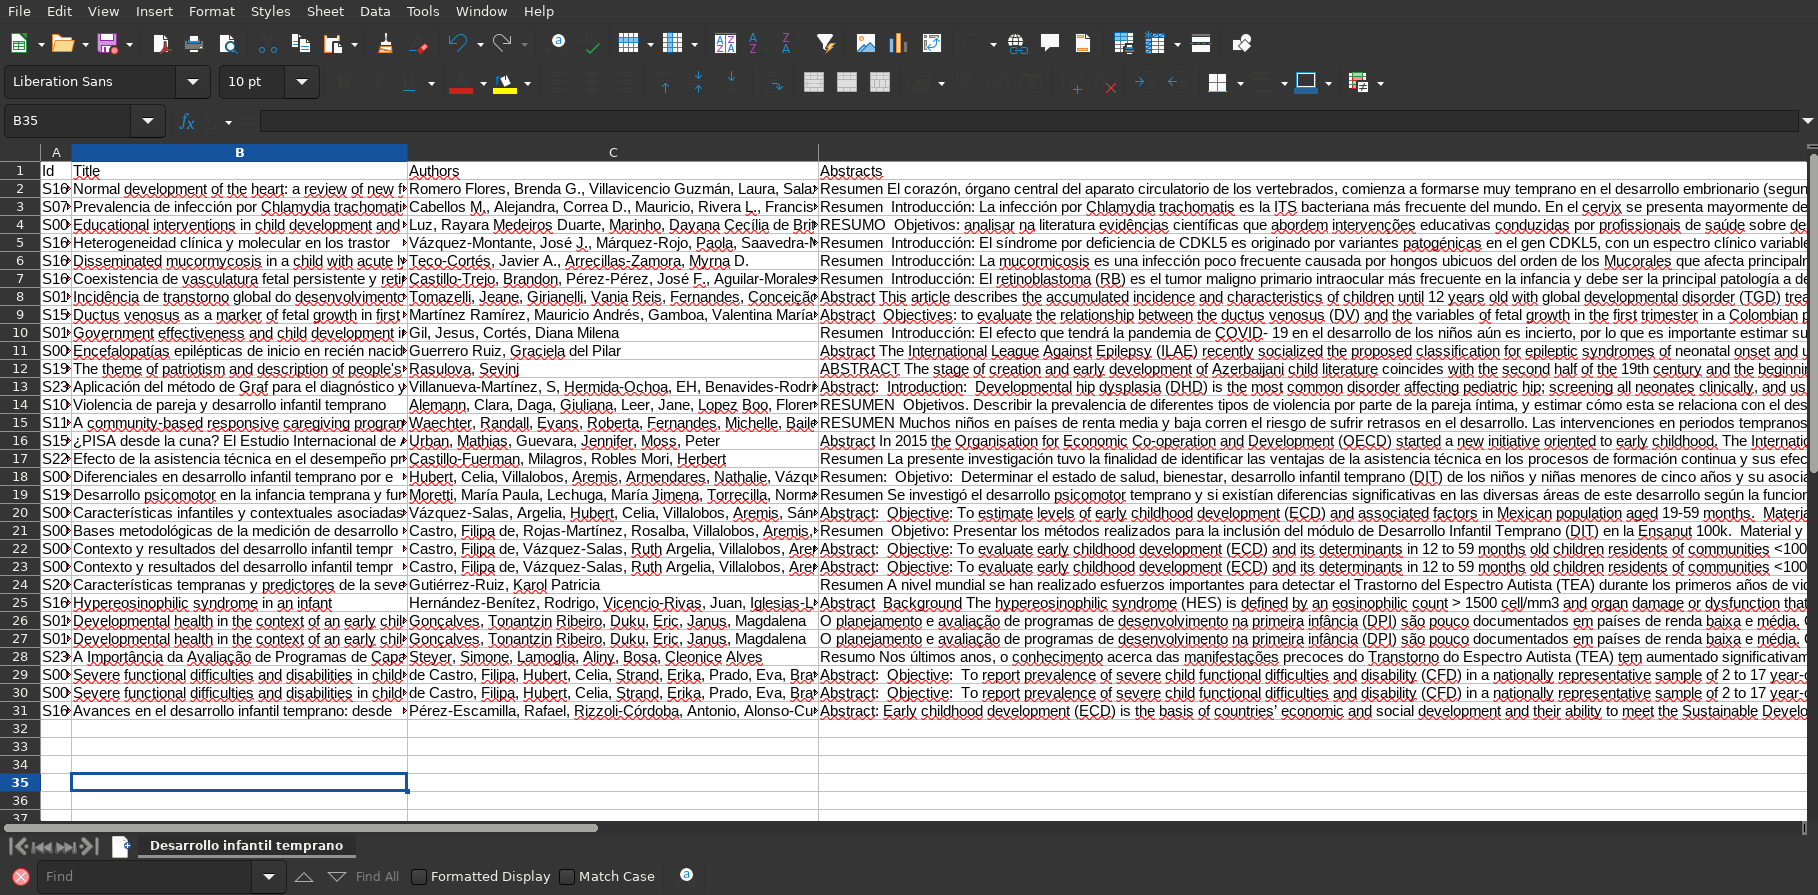 File Edit View Insert Format Styles Sheet Data Tools Window Help
Liberation Sans 10 pt
B35
A B C
1 Id Title Authors Abstracts
2 S16 Normal development of the heart: a review of new f Romero Flores, Brenda G., Villavicencio Guzmán, Laura, Sala Resumen El corazón, órgano central del aparato circulatorio de los vertebrados, comienza a formarse muy temprano en el desarrollo embrionario (segun
3 S07 Prevalencia de infección por Chlamydia trachomati Cabellos M., Alejandra, Correa D., Mauricio, Rivera L., Francis Resumen Introducción: La infección por Chlamydia trachomatis es la ITS bacteriana más frecuente del mundo. En el cervix se presenta mayormente de
4 S00 Educational interventions in child development and Luz, Rayara Medeiros Duarte, Marinho, Dayana Cecília de Brit RESUMO Objetivos: analisar na literatura evidências científicas que abordem intervenções educativas conduzidas por profissionais de saúde sobre de
5 S16 Heterogeneidad clínica y molecular en los trastor Vázquez-Montante, José J., Márquez-Rojo, Paola, Saavedra-M Resumen Introducción: El síndrome por deficiencia de CDKL5 es originado por variantes patogénicas en el gen CDKL5, con un espectro clínico variable
6 S16 Disseminated mucormycosis in a child with acute ly Teco-Cortés, Javier A., Arrecillas-Zamora, Myrna D. Resumen Introducción: La mucormicosis es una infección poco frecuente causada por hongos ubicuos del orden de los Mucorales que afecta principalm
7 S16 Coexistencia de vasculatura fetal persistente y reti Castillo-Trejo, Brandon, Pérez-Pérez, José F., Aguilar-Morales Resumen Introducción: El retinoblastoma (RB) es el tumor maligno primario intraocular más frecuente en la infancia y debe ser la principal patología a de
8 S01 Incidência de transtorno global do desenvolvimento Tomazelli, Jeane, Girianelli, Vania Reis, Fernandes, Conceição Abstract This article describes the accumulated incidence and characteristics of children until 12 years old with global developmental disorder (TGD) trea
9 S15 Ductus venosus as a marker of fetal growth in first Martínez Ramírez, Mauricio Andrés, Gamboa, Valentina María Abstract Objectives: to evaluate the relationship between the ductus venosus (DV) and the variables of fetal growth in the first trimester in a Colombian p
10 S01 Government effectiveness and child development i Gil, Jesus, Cortés, Diana Milena Resumen Introducción: El efecto que tendrá la pandemia de COVID- 19 en el desarrollo de los niños aún es incierto, por lo que es importante estimar su
11 S00 Encefalopatías epilépticas de inicio en recién nacid Guerrero Ruiz, Graciela del Pilar Abstract The International League Against Epilepsy (ILAE) recently socialized the proposed classification for epileptic syndromes of neonatal onset and u
12 S19 The theme of patriotism and description of people's Rasulova, Sevinj ABSTRACT The stage of creation and early development of Azerbaijani child literature coincides with the second half of the 19th century and the beginnin
13 S23 Aplicación del método de Graf para el diagnóstico y Villanueva-Martínez, S, Hermida-Ochoa, EH, Benavides-Rodr Abstract: Introduction: Developmental hip dysplasia (DHD) is the most common disorder affecting pediatric hip; screening all neonates clinically, and us
14 S10 Violencia de pareja y desarrollo infantil temprano Alemann, Clara, Daga, Giuliana, Leer, Jane, Lopez Boo, Floren RESUMEN Objetivos. Describir la prevalencia de diferentes tipos de violencia por parte de la pareja íntima, y estimar cómo esta se relaciona con el des
15 S11 A community-based responsive caregiving progran Waechter, Randall, Evans, Roberta, Fernandes, Michelle, Baile RESUMEN Muchos niños en países de renta media y baja corren el riesgo de sufrir retrasos en el desarrollo. Las intervenciones en periodos tempranos
16 S15 ¿PISA desde la cuna? El Estudio Internacional de A Urban, Mathias, Guevara, Jennifer, Moss, Peter Abstract In 2015 the Organisation for Economic Co-operation and Development (OECD) started a new initiative oriented to early childhood. The Internatio
17 S22 Efecto de la asistencia técnica en el desempeño pr Castillo-Fuerman, Milagros, Robles Mori, Herbert Resumen La presente investigación tuvo la finalidad de identificar las ventajas de la asistencia técnica en los procesos de formación continua y sus efec
18 S00 Diferenciales en desarrollo infantil temprano por e Hubert, Celia, Villalobos, Aremis, Armendares, Nathalie, Vázqu Resumen: Objetivo: Determinar el estado de salud, bienestar, desarrollo infantil temprano (DIT) de los niños y niñas menores de cinco años y su asocia
19 S19 Desarrollo psicomotor en la infancia temprana y fun Moretti, María Paula, Lechuga, María Jimena, Torrecilla, Norma Resumen Se investigó el desarrollo psicomotor temprano y si existían diferencias significativas en las diversas áreas de este desarrollo según la funcion
20 S00 Características infantiles y contextuales asociadas Vázquez-Salas, Argelia, Hubert, Celia, Villalobos, Aremis, Sán Abstract: Objective: To estimate levels of early childhood development (ECD) and associated factors in Mexican population aged 19-59 months. Materia
21 S00 Bases metodológicas de la medición de desarrollo Castro, Filipa de, Rojas-Martínez, Rosalba, Villalobos, Aremis, Resumen Objetivo: Presentar los métodos realizados para la inclusión del módulo de Desarrollo Infantil Temprano (DIT) en la Ensanut 100k. Material y
22 S00 Contexto y resultados del desarrollo infantil tempr Castro, Filipa de, Vázquez-Salas, Ruth Argelia, Villalobos, Are Abstract: Objective: To evaluate early childhood development (ECD) and its determinants in 12 to 59 months old children residents of communities <100
23 S00 Contexto y resultados del desarrollo infantil tempr Castro, Filipa de, Vázquez-Salas, Ruth Argelia, Villalobos, Are Abstract: Objective: To evaluate early childhood development (ECD) and its determinants in 12 to 59 months old children residents of communities <100
24 S20 Características tempranas y predictores de la seve Gutiérrez-Ruiz, Karol Patricia Resumen A nivel mundial se han realizado esfuerzos importantes para detectar el Trastorno del Espectro Autista (TEA) durante los primeros años de vid
25 S16 Hypereosinophilic syndrome in an infant Hernández-Benítez, Rodrigo, Vicencio-Rivas, Juan, Iglesias-L Abstract Background The hypereosinophilic syndrome (HES) is defined by an eosinophilic count > 1500 cell/mm3 and organ damage or dysfunction that
26 S01 Developmental health in the context of an early chil Gonçalves, Tonantzin Ribeiro, Duku, Eric, Janus, Magdalena O planejamento e avaliação de programas de desenvolvimento na primeira infância (DPI) são pouco documentados em países de renda baixa e média.
27 S01 Developmental health in the context of an early chil Gonçalves, Tonantzin Ribeiro, Duku, Eric, Janus, Magdalena O planejamento e avaliação de programas de desenvolvimento na primeira infância (DPI) são pouco documentados em países de renda baixa e média.
28 S23 A Importância da Avaliação de Programas de Capa Steyer, Simone, Lamoglia, Aliny, Bosa, Cleonice Alves Resumo Nos últimos anos, o conhecimento acerca das manifestações precoces do Transtorno do Espectro Autista (TEA) tem aumentado significativam
29 S00 Severe functional difficulties and disabilities in child de Castro, Filipa, Hubert, Celia, Strand, Erika, Prado, Eva, Bra Abstract: Objective: To report prevalence of severe child functional difficulties and disability (CFD) in a nationally representative sample of 2 to 17 year-o
30 S00 Severe functional difficulties and disabilities in child de Castro, Filipa, Hubert, Celia, Strand, Erika, Prado, Eva, Bra Abstract: Objective: To report prevalence of severe child functional difficulties and disability (CFD) in a nationally representative sample of 2 to 17 year-o
31 S16 Avances en el desarrollo infantil temprano: desde Pérez-Escamilla, Rafael, Rizzoli-Córdoba, Antonio, Alonso-Cu Abstract: Early childhood development (ECD) is the basis of countries' economic and social development and their ability to meet the Sustainable Develo
32
33
34
35
36
37
Desarrollo infantil temprano
Find Find All Formatted Display Match Case